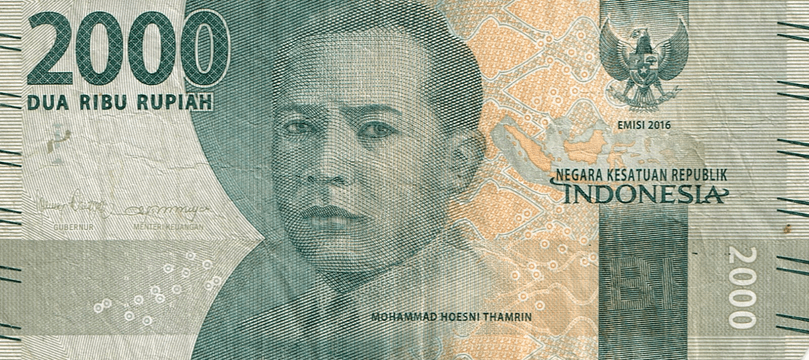 2000
DUA RIBU RUPIAH
EMISI 2016
NEGARA KESATUAN REPUBLIK
INDONESIA
GUBERNUR
MENTERI KEUANGAN
BI
2000
MOHAMMAD HOESNI THAMRIN